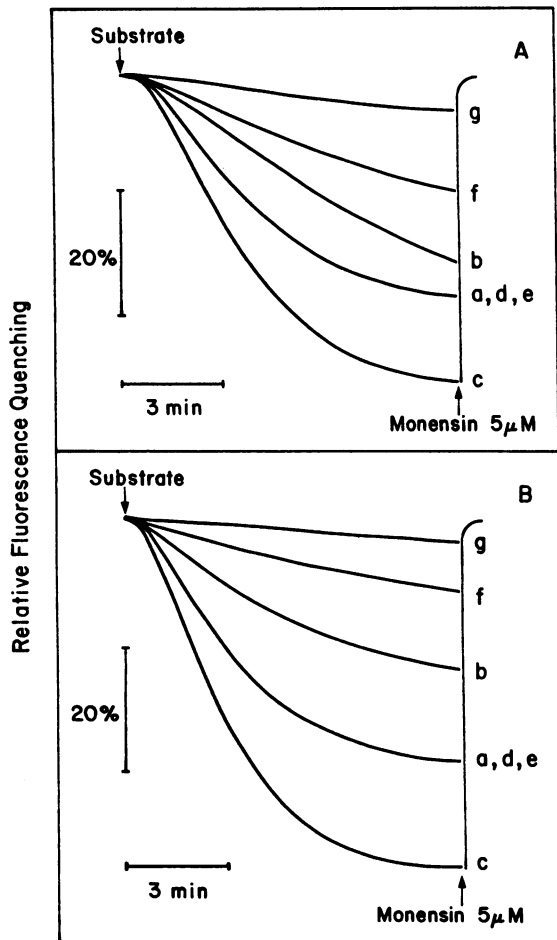 Relative Fluorescence Quenching
A
Substrate
g
f
b
20%
a, d, e
c
3 min
Monensin 5μM
B
Substrate
g
f
b
20%
a, d, e
c
3 min
Monensin 5μM